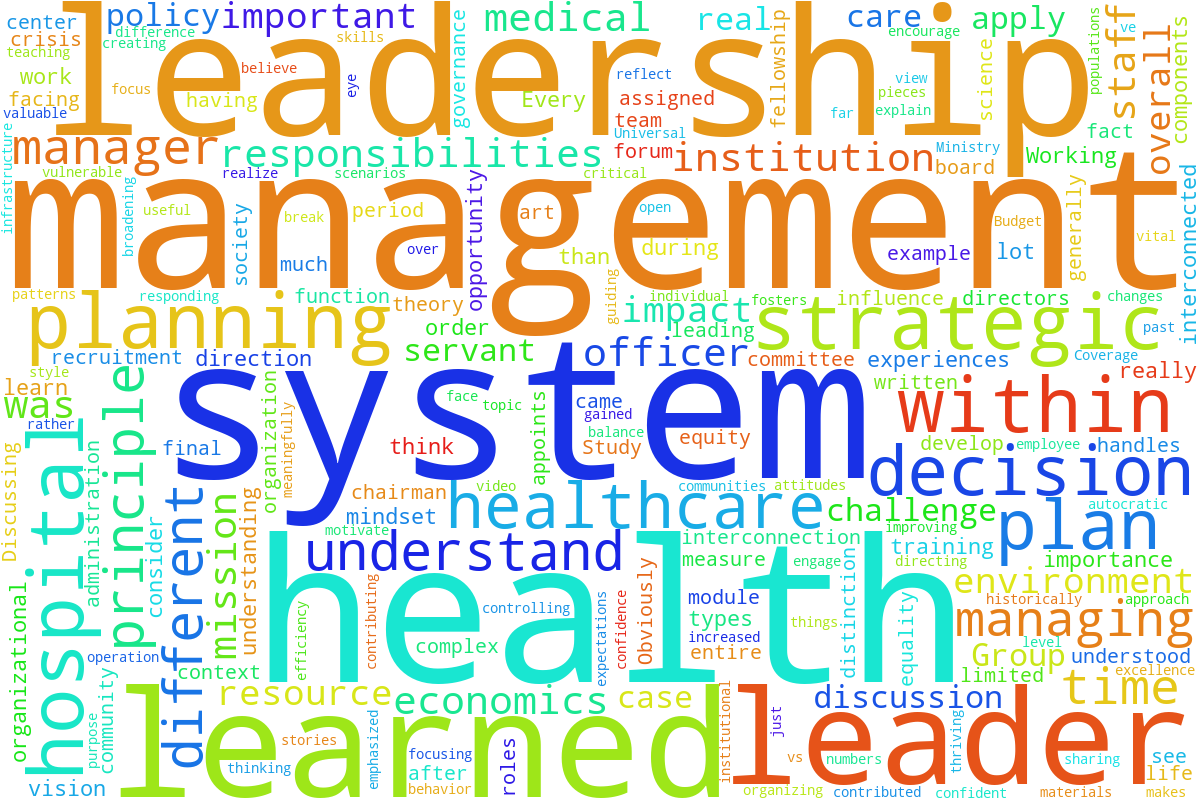 center
policy
important
medical
real
care
apply
populations
ve
crisis
difference
creating
skills
governance
fellowship
encourage
staff
components
teaching
leadership
believe
eye
reflect
view
work
focus
having
Every
assigned
pieces
science
overall
facing
valuable
team
far
explain
fact
infrastructure
manager
responsibilities
Universal
forum
institution
Ministry
board
Working
vulnerable
realize
scenarios
critical
interconnected
management
broadening
useful
society
break
period
opportunity
art
open
Budget
generally
vital
over
during
than
example
lot
much
patterns
responding
function
theory
guiding
individual
fosters
influence
directors
changes
planning
order
impact
leading
strategic
past
recruitment
direction
servant
officer
committee
experiences
Coverage
style
learn
principle
system
face
topic
came
written
really
rather
was
organization
meaningfully
appoints
gained
balance
within
hospital
final
think
Study
equity
develop
employee
handles
Discussing
administration
chairman
video
communities
attitudes
decision
different
mission
understanding
mindset
healthcare
challenge
autocratic
consider
motivate
improving
plan
understand
interconnection
training
measure
engage
directing
importance
health
contributing
Obviously
distinction
environment
organizational
efficiency
controlling
expectations
confidence
module
types
things
equality
historically
approach
managing
increased
level
operation
complex
entire
Group
understood
context
limited
excellence
community
purpose
resource
economics
case
leader
discussion
time
learned
institutional
just
stories
emphasized
focusing
roles
vs
numbers
thriving
sharing
see
thinking
after
life
vision
behavior
organizing
contributed
confident
materials
makes